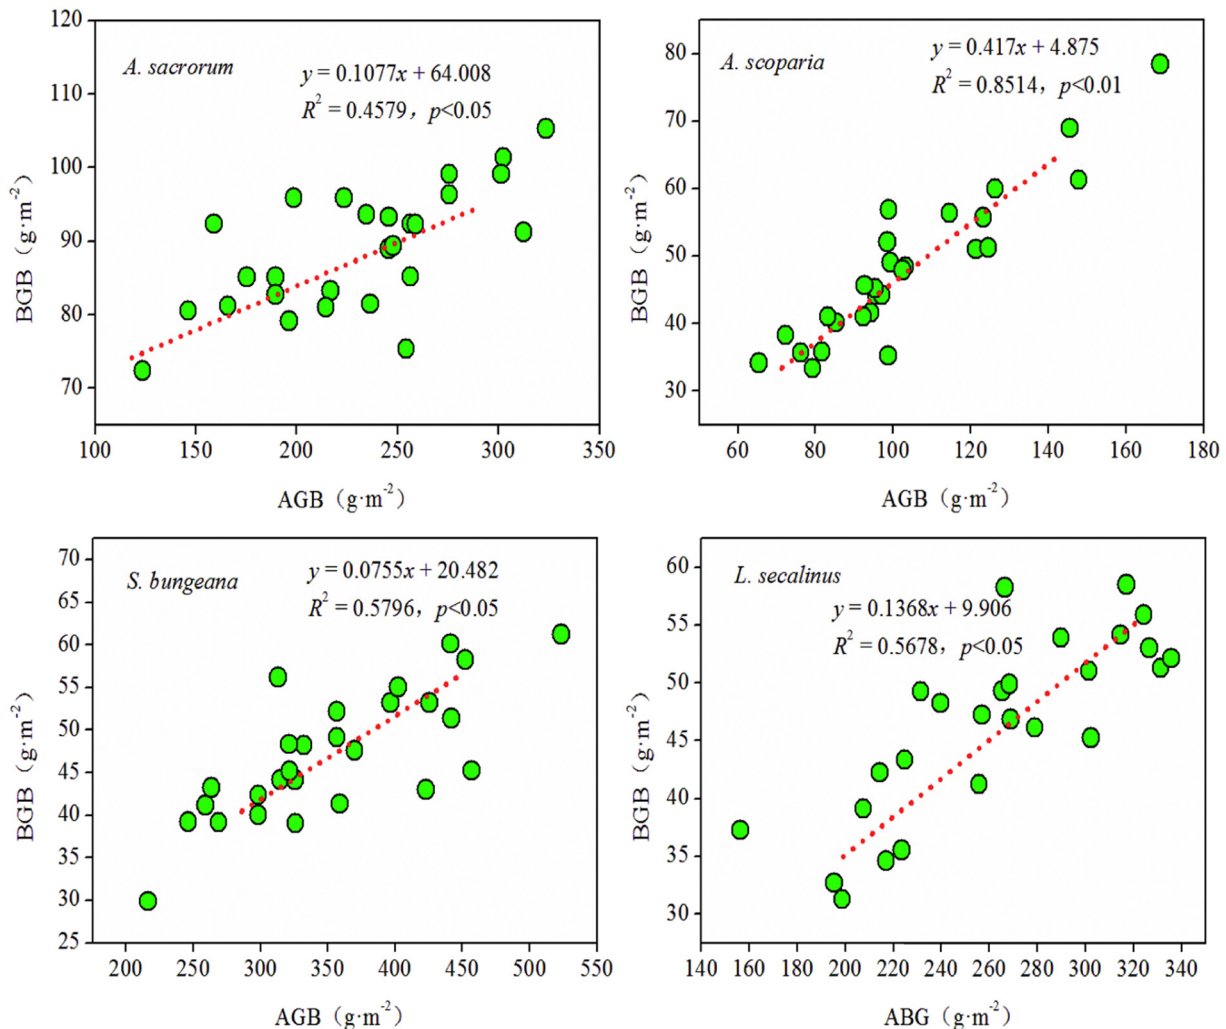 A. sacrorum
y = 0.1077x + 64.008
R² = 0.4579, p<0.05
120
110
100
90
80
70
BGB (g·m⁻²)
100 150 200 250 300 350
AGB (g·m⁻²)
A. scoparia
y = 0.417x + 4.875
R² = 0.8514, p<0.01
80
70
60
50
40
30
BGB (g·m⁻²)
60 80 100 120 140 160 180
AGB (g·m⁻²)
S. bungeana
y = 0.0755x + 20.482
R² = 0.5796, p<0.05
70
65
60
55
50
45
40
35
30
25
BGB (g·m⁻²)
200 250 300 350 400 450 500 550
AGB (g·m⁻²)
L. secalinus
y = 0.1368x + 9.906
R² = 0.5678, p<0.05
60
55
50
45
40
35
30
BGB (g·m⁻²)
140 160 180 200 220 240 260 280 300 320 340
ABG (g·m⁻²)